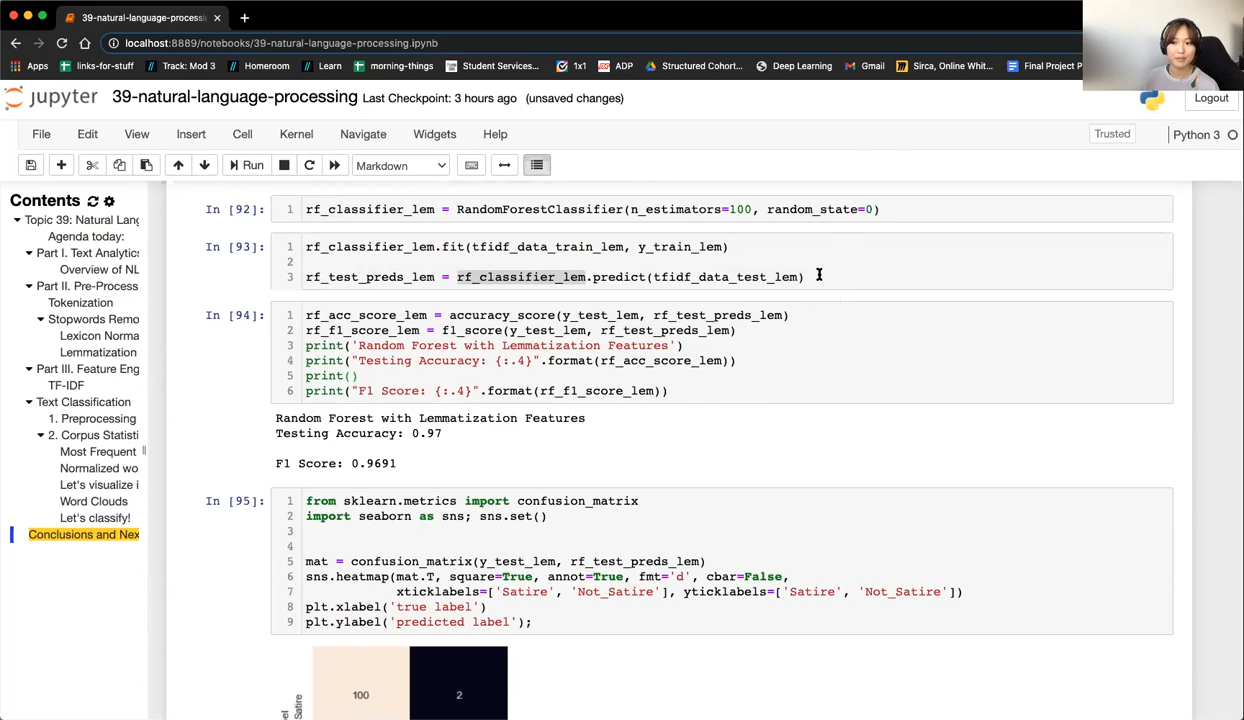 39-natural-language-processi
localhost:8889/notebooks/39-natural-language-processing.ipynb
Apps links-for-stuff Track: Mod 3 Homeroom Learn morning-things Student Services... 1x1 ADP Structured Cohort... Deep Learning Gmail Sirca, Online Whit... Final Project P
jupyter 39-natural-language-processing Last Checkpoint: 3 hours ago (unsaved changes) Logout
File Edit View Insert Cell Kernel Navigate Widgets Help Trusted Python 3
Run Markdown
Contents
Topic 39: Natural Lang
Agenda today:
Part I. Text Analytics
Overview of NL
Part II. Pre-Process
Tokenization
Stopwords Remo
Lexicon Norma
Lemmatization
Part III. Feature Eng
TF-IDF
Text Classification
1. Preprocessing
2. Corpus Statisti
Most Frequent
Normalized wo
Let's visualize i
Word Clouds
Let's classify!
Conclusions and Nex
In [92]: 1 rf_classifier_lem = RandomForestClassifier(n_estimators=100, random_state=0)
In [93]: 1 rf_classifier_lem.fit(tfidf_data_train_lem, y_train_lem)
2
3 rf_test_preds_lem = rf_classifier_lem.predict(tfidf_data_test_lem)
In [94]: 1 rf_acc_score_lem = accuracy_score(y_test_lem, rf_test_preds_lem)
2 rf_f1_score_lem = f1_score(y_test_lem, rf_test_preds_lem)
3 print('Random Forest with Lemmatization Features')
4 print("Testing Accuracy: {:.4}".format(rf_acc_score_lem))
5 print()
6 print("F1 Score: {:.4}".format(rf_f1_score_lem))
Random Forest with Lemmatization Features
Testing Accuracy: 0.97
F1 Score: 0.9691
In [95]: 1 from sklearn.metrics import confusion_matrix
2 import seaborn as sns; sns.set()
3
4
5 mat = confusion_matrix(y_test_lem, rf_test_preds_lem)
6 sns.heatmap(mat.T, square=True, annot=True, fmt='d', cbar=False,
7 xticklabels=['Satire', 'Not_Satire'], yticklabels=['Satire', 'Not_Satire'])
8 plt.xlabel('true label')
9 plt.ylabel('predicted label');
100 2
Satire